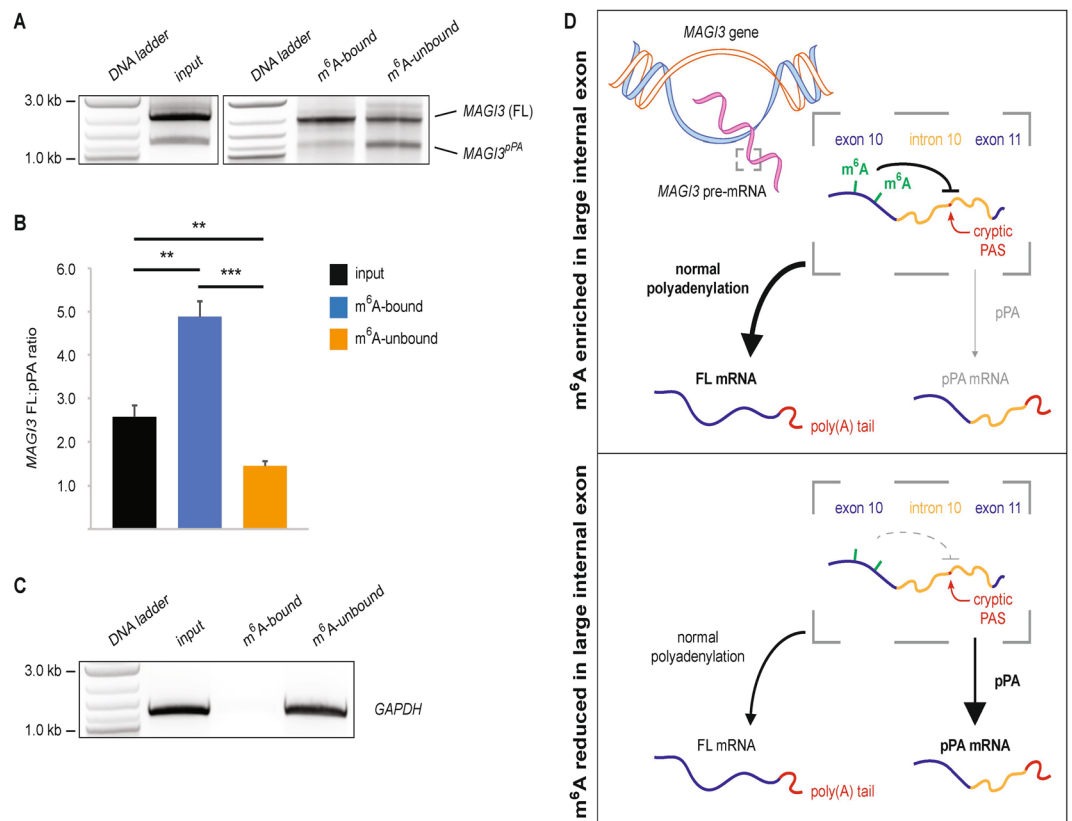 A
DNA ladder
input
DNA ladder
m⁶A-bound
m⁶A-unbound
3.0 kb
1.0 kb
MAGI3 (FL)
MAGI3ᵖᴾᴬ
B
**
**
***
6.0
5.0
4.0
3.0
2.0
1.0
MAGI3 FL:pPA ratio
input
m⁶A-bound
m⁶A-unbound
C
DNA ladder
input
m⁶A-bound
m⁶A-unbound
3.0 kb
1.0 kb
GAPDH
D
m⁶A enriched in large internal exon
MAGI3 gene
MAGI3 pre-mRNA
exon 10 intron 10 exon 11
m⁶A
m⁶A
cryptic
PAS
normal
polyadenylation
pPA
FL mRNA
pPA mRNA
poly(A) tail
m⁶A reduced in large internal exon
exon 10 intron 10 exon 11
cryptic
PAS
normal
polyadenylation
pPA
FL mRNA
pPA mRNA
poly(A) tail